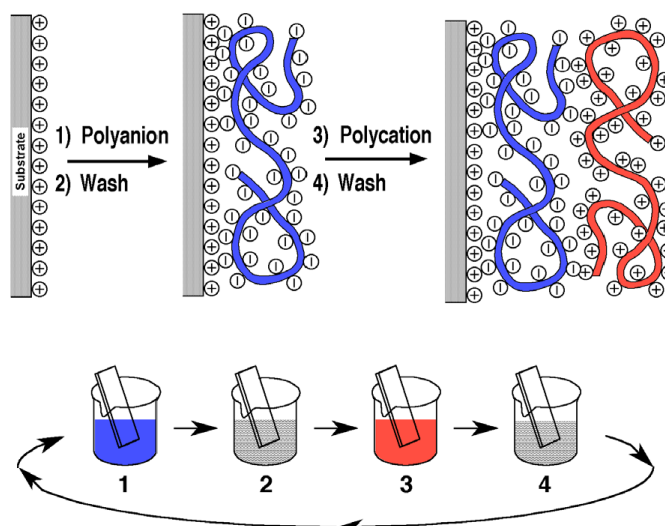 Substrate
1) Polyanion
2) Wash
3) Polycation
4) Wash
1
2
3
4